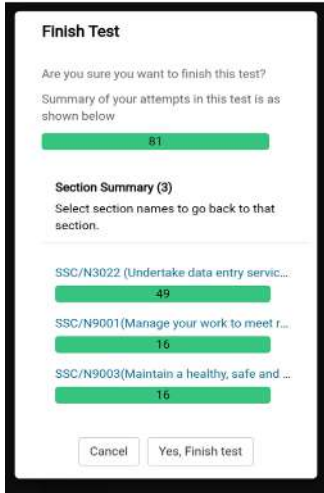 Finish Test
Are you sure you want to finish this test?
Summary of your attempts in this test is as
shown below
81
Section Summary (3)
Select section names to go back to that
section.
SSC/N3022 (Undertake data entry servic...
49
SSC/N9001(Manage your work to meet r...
16
SSC/N9003(Maintain a healthy, safe and ...
16
Cancel Yes, Finish test